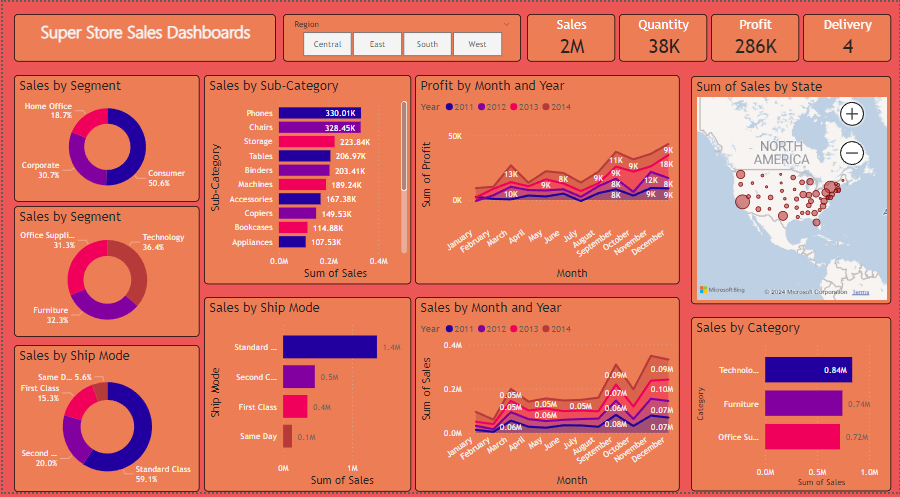 Super Store Sales Dashboards
Region
Central East South West
Sales
2M
Quantity
38K
Profit
286K
Delivery
4
Sales by Segment
Home Office
18.7%
Corporate
30.7%
Consumer
50.6%
Sales by Segment
Office Suppli...
31.3%
Technology
36.4%
Furniture
32.3%
Sales by Ship Mode
Same D... 5.6%
First Class
15.3%
Second ...
20.0%
Standard Class
59.1%
Sales by Sub-Category
Sub-Category
Phones 330.01K
Chairs 328.45K
Storage 223.84K
Tables 206.97K
Binders 203.41K
Machines 189.24K
Accessories 167.38K
Copiers 149.53K
Bookcases 114.88K
Appliances 107.53K
0.0M 0.2M 0.4M
Sum of Sales
Sales by Ship Mode
Ship Mode
Standard ... 1.4M
Second C... 0.5M
First Class 0.4M
Same Day 0.1M
0M 1M
Sum of Sales
Profit by Month and Year
Year 2011 2012 2013 2014
Sum of Profit
50K
0K
13K
10K
9K
8K
9K
11K
9K
8K
9K
12K
9K
18K
8K
9K
January February March April May June July August September October November December
Month
Sales by Month and Year
Year 2011 2012 2013 2014
Sum of Sales
0.4M
0.2M
0.0M
0.05M
0.05M
0.06M
0.05M
0.06M
0.05M
0.09M
0.07M
0.06M
0.08M
0.09M
0.10M
0.07M
0.07M
January February March April May June July August September October November December
Month
Sum of Sales by State
NORTH
AMERICA
+
−
Microsoft Bing
© 2024 Microsoft Corporation Terms
Sales by Category
Category
Technolo... 0.84M
Furniture 0.74M
Office Su... 0.72M
0.0M 0.5M 1.0M
Sum of Sales